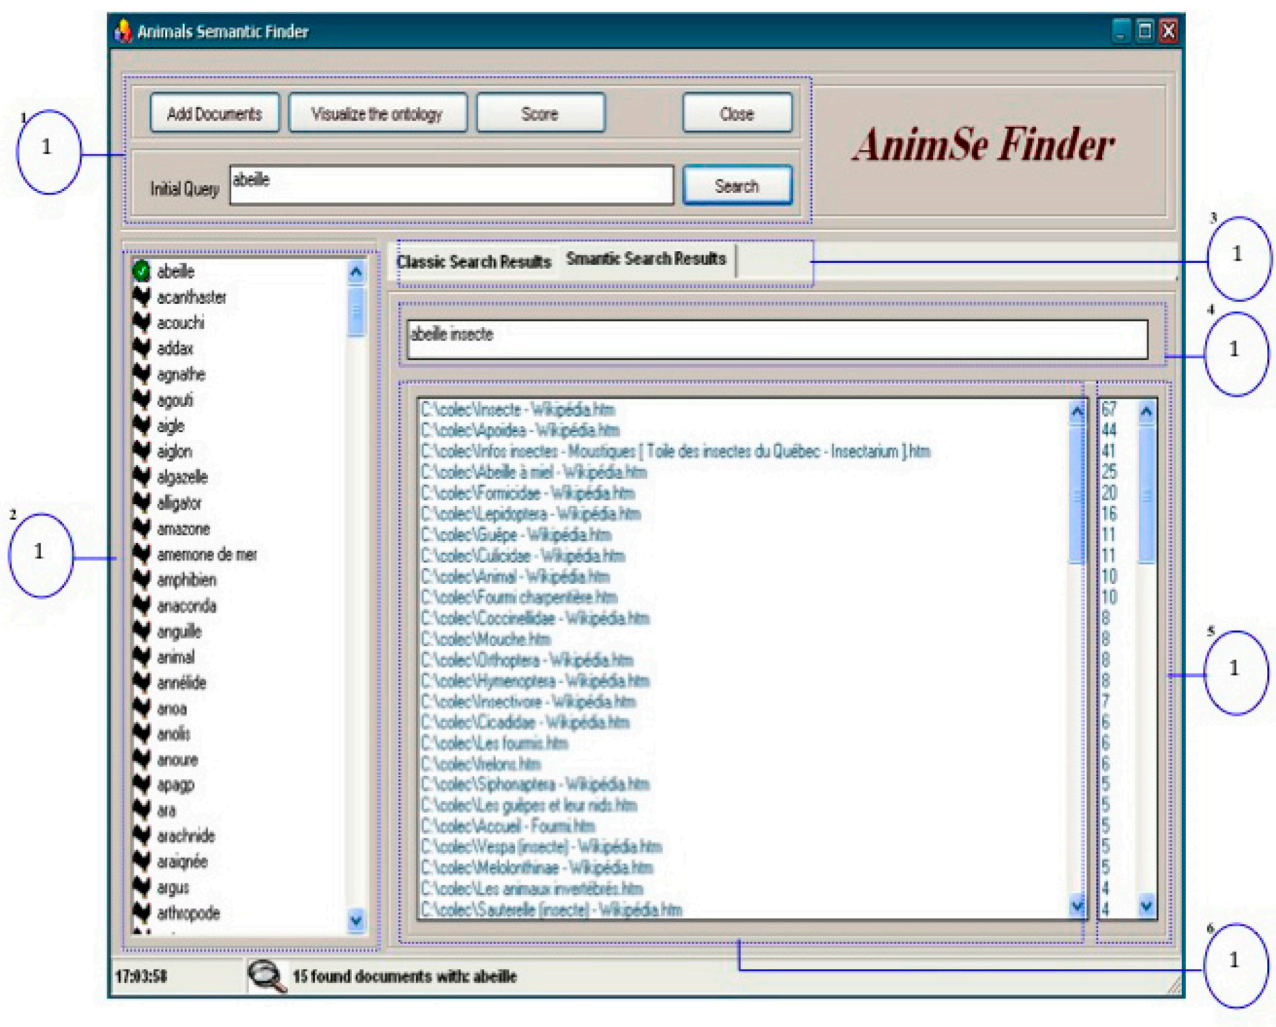 Animals Semantic Finder
1
1
Add Documents
Visualize the ontology
Score
Close
AnimSe Finder
Initial Query
abeille
Search
3
1
Classic Search Results
Smantic Search Results
4
1
abeille insecte
2
1
abeille
acanthaster
acouchi
addax
agnathe
agouti
aigle
aiglon
algazelle
alligator
amazone
amemone de mer
amphibien
anaconda
anguille
animal
annélide
anoa
anolis
anoure
apagp
ara
arachnide
araignée
argus
arthropode
C:\colec\Insecte - Wikipédia.htm
C:\colec\Apoidea - Wikipédia.htm
C:\colec\Infos insectes - Moustiques [ Toile des insectes du Québec - Insectarium ].htm
C:\colec\Abeille à miel - Wikipédia.htm
C:\colec\Formicidae - Wikipédia.htm
C:\colec\Lepidoptera - Wikipédia.htm
C:\colec\Guêpe - Wikipédia.htm
C:\colec\Culicidae - Wikipédia.htm
C:\colec\Animal - Wikipédia.htm
C:\colec\Fourmi charpentière.htm
C:\colec\Coccinellidae - Wikipédia.htm
C:\colec\Mouche.htm
C:\colec\Orthoptera - Wikipédia.htm
C:\colec\Hymenoptera - Wikipédia.htm
C:\colec\Insectivore - Wikipédia.htm
C:\colec\Cicadidae - Wikipédia.htm
C:\colec\Les fourmis.htm
C:\colec\frelons.htm
C:\colec\Siphonaptera - Wikipédia.htm
C:\colec\Les guêpes et leur nids.htm
C:\colec\Accueil - Fourmi.htm
C:\colec\Vespa (insecte) - Wikipédia.htm
C:\colec\Melolonthinae - Wikipédia.htm
C:\colec\Les animaux invertébrés.htm
C:\colec\Sauterelle (insecte) - Wikipédia.htm
67
44
41
25
20
16
11
11
10
10
8
8
8
8
7
6
6
6
5
5
5
5
5
4
4
5
1
6
1
17:03:58
15 found documents with: abeille